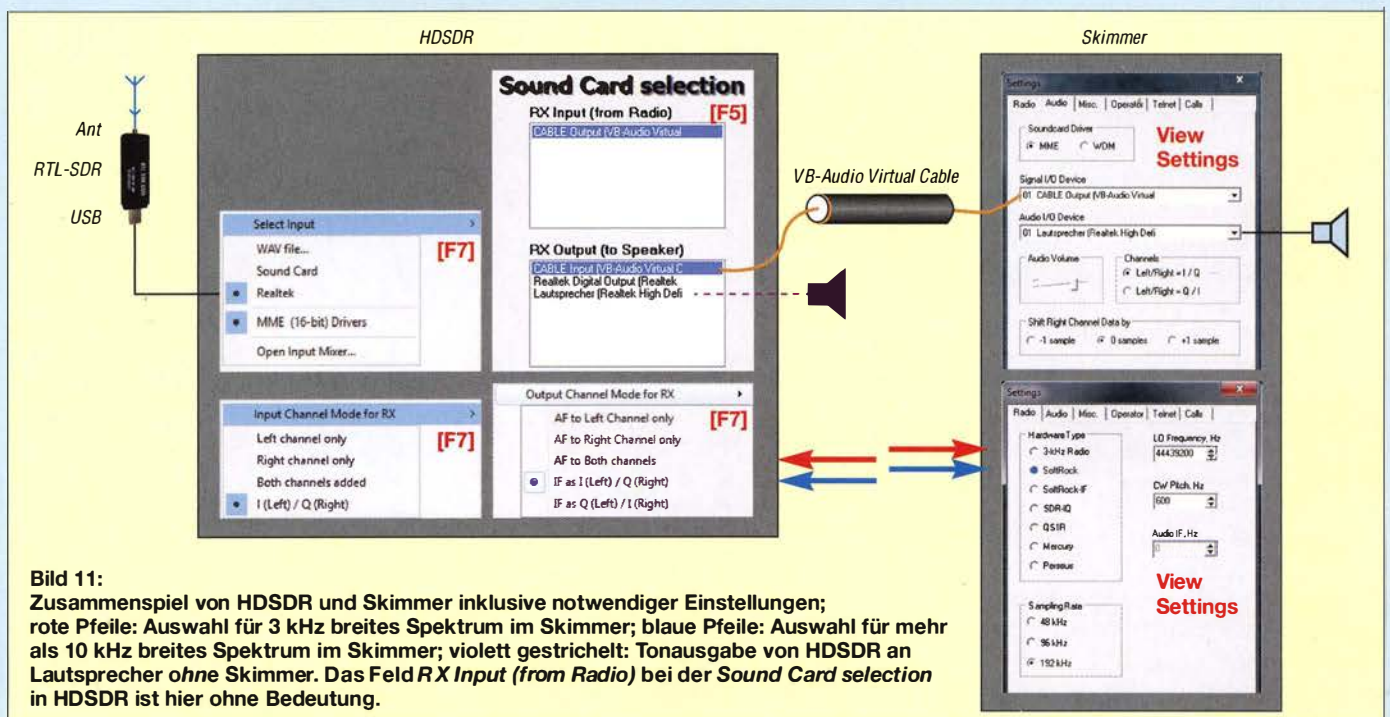 HDSDR
Skimmer
Ant
RTL-SDR
USB
Select Input
WAV file...
[F7]
Sound Card
Realtek
MME (16-bit) Drivers
Open Input Mixer...
Input Channel Mode for RX
Left channel only
[F7]
Right channel only
Both channels added
I (Left) / Q (Right)
Sound Card selection
RX Input (from Radio)
[F5]
CABLE Output (VB-Audio Virtual
RX Output (to Speaker)
CABLE Input (VB-Audio Virtual C
Realtek Digital Output (Realtek
Lautsprecher (Realtek High Defi
Output Channel Mode for RX
AF to Left Channel only
[F7]
AF to Right Channel only
AF to Both channels
IF as I (Left) / Q (Right)
IF as Q (Left) / I (Right)
VB-Audio Virtual Cable
Settings
Radio Audio Misc. Operator Telnet Calls
Soundcard Driver
MME WDM
View
Settings
Signal I/O Device
01 CABLE Output (VB-Audio Virtual
Audio I/O Device
01 Lautsprecher (Realtek High Defi
Audio Volume
Channels
Left/Right = I / Q
Left/Right = Q / I
Shift Right Channel Data by
-1 sample 0 samples +1 sample
Settings
Radio Audio Misc. Operator Telnet Calls
Hardware Type
3-kHz Radio
SoftRock
SoftRock-IF
SDR-IQ
QS1R
Mercury
Perseus
LO Frequency, Hz
44439200
CW Pitch, Hz
600
Audio IF, Hz
0
View
Settings
Sampling Rate
48 kHz
96 kHz
192 kHz
Bild 11:
Zusammenspiel von HDSDR und Skimmer inklusive notwendiger Einstellungen;
rote Pfeile: Auswahl für 3 kHz breites Spektrum im Skimmer; blaue Pfeile: Auswahl für mehr
als 10 kHz breites Spektrum im Skimmer; violett gestrichelt: Tonausgabe von HDSDR an
Lautsprecher ohne Skimmer. Das Feld RX Input (from Radio) bei der Sound Card selection
in HDSDR ist hier ohne Bedeutung.